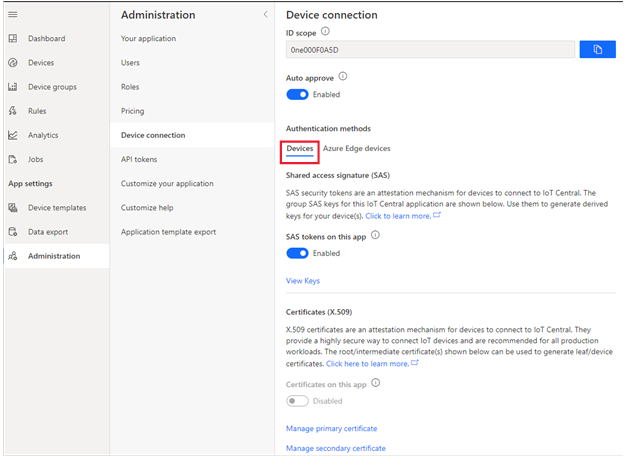 Dashboard
Devices
Device groups
Rules
Analytics
Jobs
App settings
Device templates
Data export
Administration
Administration
Your application
Users
Roles
Pricing
Device connection
API tokens
Customize your application
Customize help
Application template export
Device connection
ID scope
0ne000F0A5D
Auto approve
Enabled
Authentication methods
Devices Azure Edge devices
Shared access signature (SAS)
SAS security tokens are an attestation mechanism for devices to connect to IoT Central. The
group SAS keys for this IoT Central application are shown below. Use them to generate derived
keys for your device(s). Click to learn more.
SAS tokens on this app
Enabled
View Keys
Certificates (X.509)
X.509 certificates are an attestation mechanism for devices to connect to IoT Central. They
provide a highly secure way to connect IoT devices and are recommended for all production
workloads. The root/intermediate certificate(s) shown below can be used to generate leaf/device
certificates. Click here to learn more.
Certificates on this app
Disabled
Manage primary certificate
Manage secondary certificate